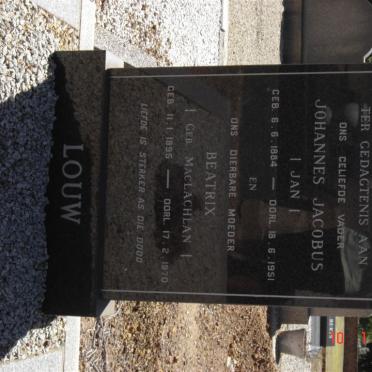 TER GEDAGTENIS AAN
ONS GELIEFDE VADER
JOHANNES JACOBUS
| JAN |
GEB. 6. 6. 1884 — OORL. 18. 6. 1951
EN
ONS DIERBARE MOEDER
BEATRIX
| GEB. MACLACHLAN |
GEB. 11. 1. 1895 — OORL. 17. 2. 1970
LIEFDE IS STERKER AS DIE DOOD
LOUW